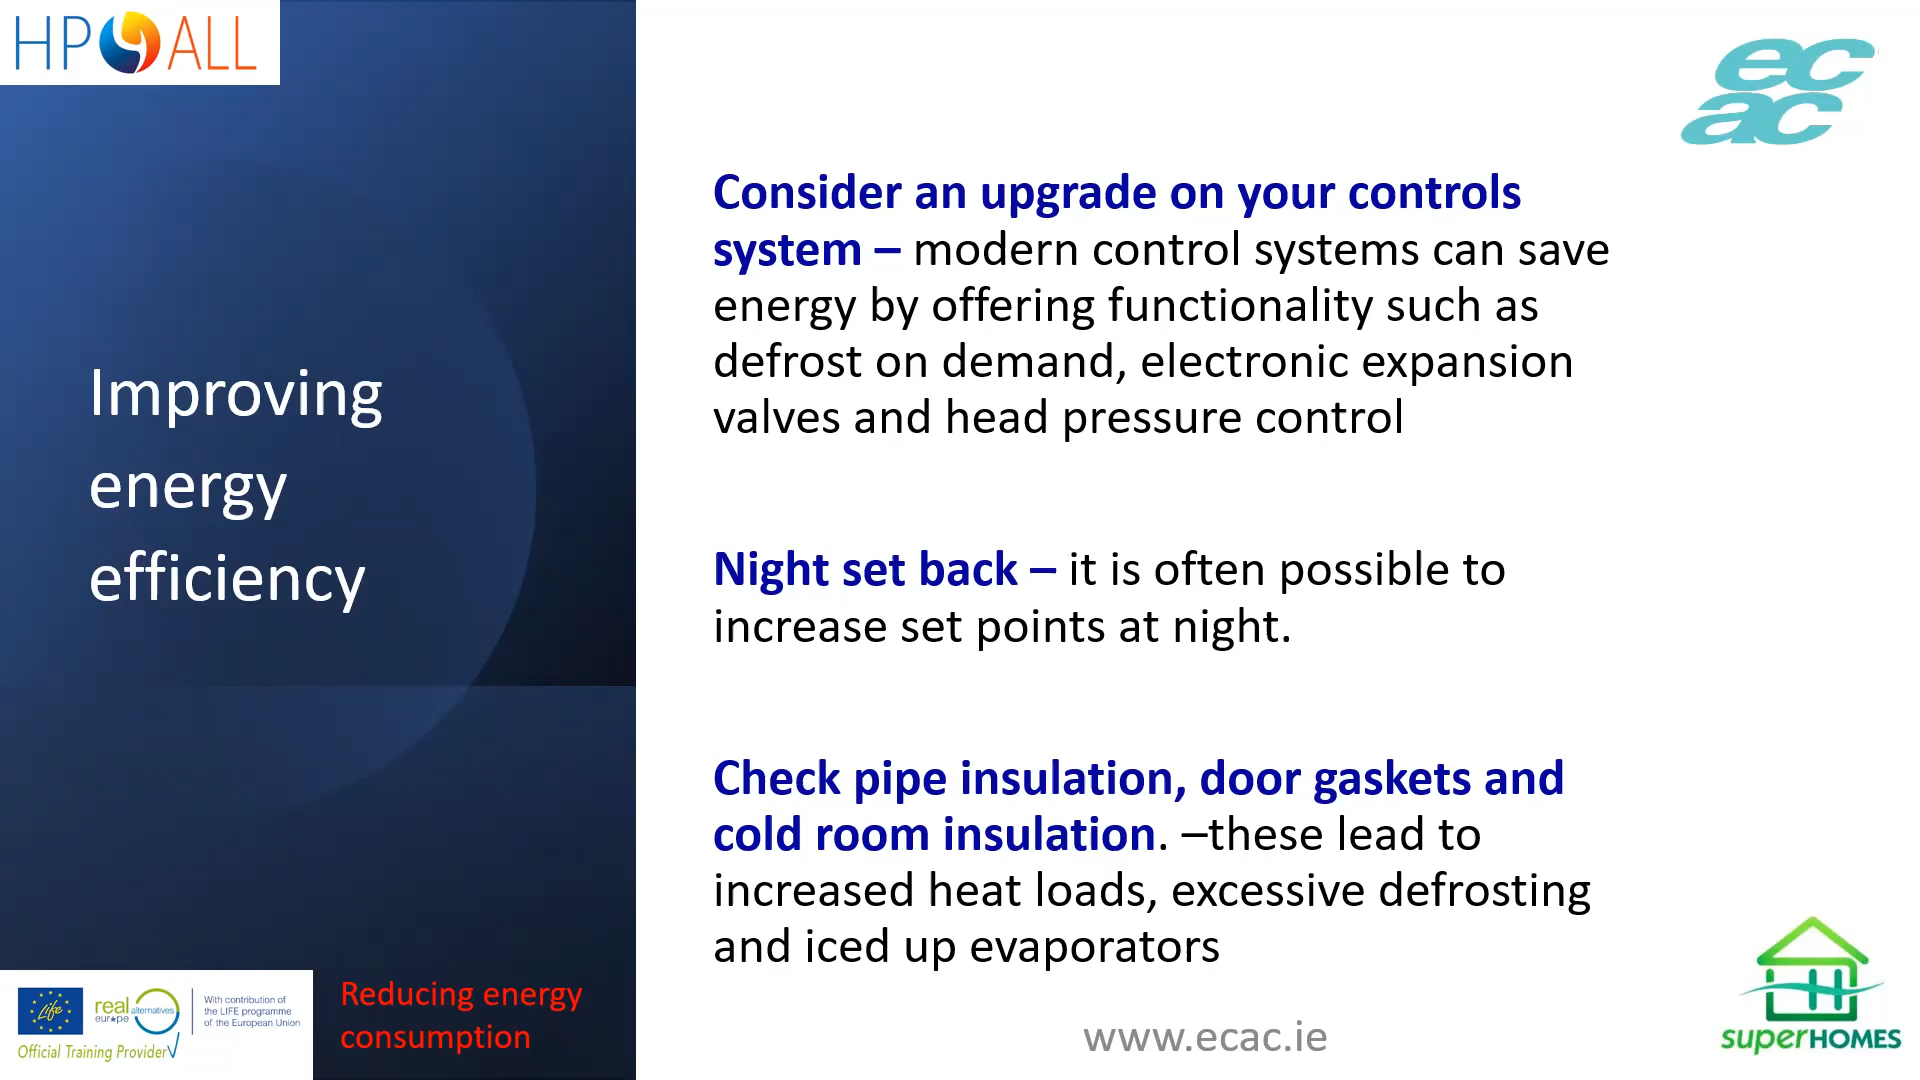 HP4ALL
ec
ac
Improving
energy
efficiency
Consider an upgrade on your controls
system – modern control systems can save
energy by offering functionality such as
defrost on demand, electronic expansion
valves and head pressure control
Night set back – it is often possible to
increase set points at night.
Check pipe insulation, door gaskets and
cold room insulation. –these lead to
increased heat loads, excessive defrosting
and iced up evaporators
Life
real alternatives
europe
Official Training Provider
With contribution of
the LIFE programme
of the European Union
Reducing energy
consumption
www.ecac.ie
superHOMES